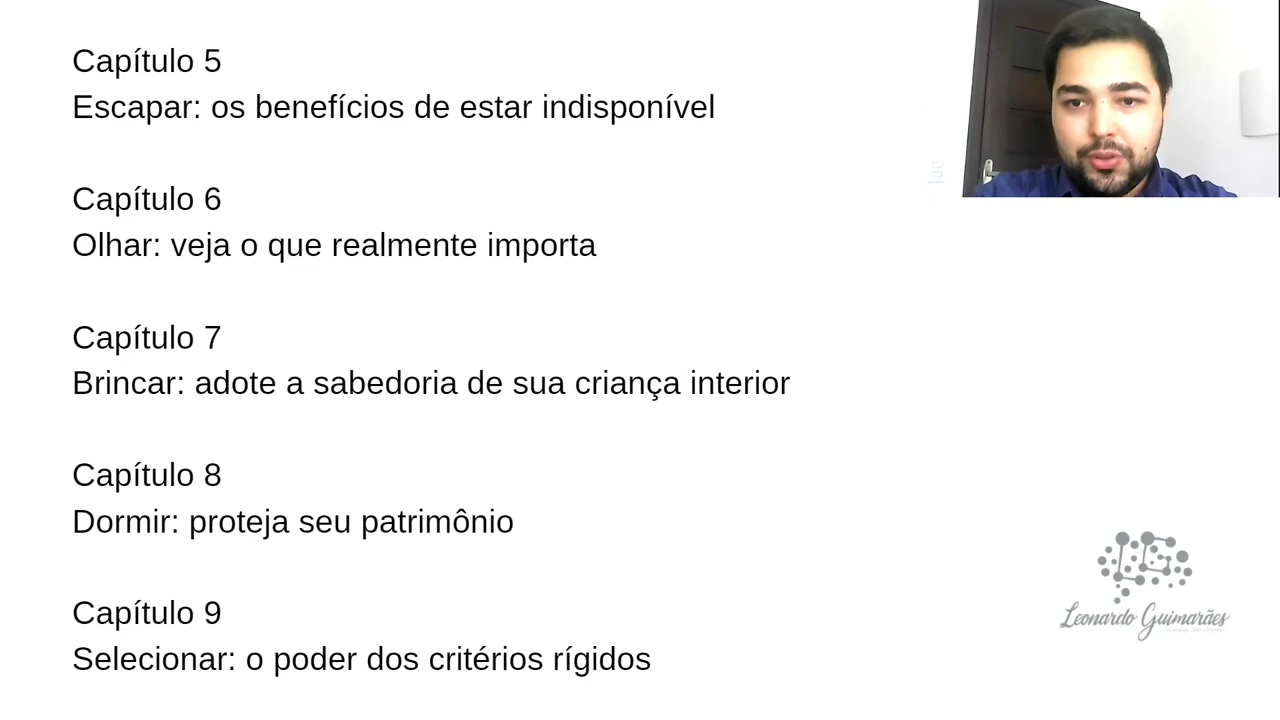 Capítulo 5
Escapar: os benefícios de estar indisponível
Capítulo 6
Olhar: veja o que realmente importa
Capítulo 7
Brincar: adote a sabedoria de sua criança interior
Capítulo 8
Dormir: proteja seu patrimônio
Capítulo 9
Selecionar: o poder dos critérios rígidos
Leonardo Guimarães